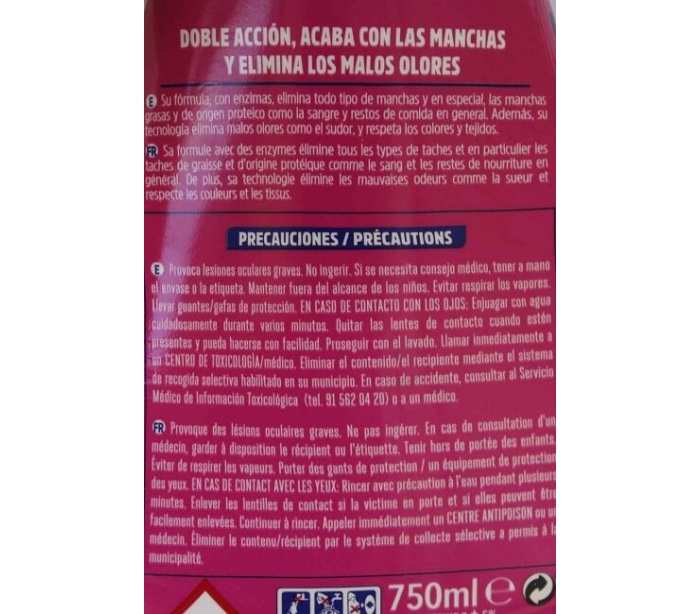 DOBLE ACCIÓN, ACABA CON LAS MANCHAS
Y ELIMINA LOS MALOS OLORES
E Su fórmula, con enzimas, elimina todo tipo de manchas y en especial, las manchas
grasas y de origen proteico como la sangre y restos de comida en general. Además, su
tecnología elimina malos olores como el sudor, y respeta los colores y tejidos.
FR Sa formule avec des enzymes élimine tous les types de taches et en particulier les
taches de graisse et d'origine protéique comme le sang et les restes de nourriture en
général. De plus, sa technologie élimine les mauvaises odeurs comme la sueur et
respecte les couleurs et les tissus.
PRECAUCIONES / PRÉCAUTIONS
E Provoca lesiones oculares graves. No ingerir. Si se necesita consejo médico, tener a mano
el envase o la etiqueta. Mantener fuera del alcance de los niños. Evitar respirar los vapores.
Llevar guantes/gafas de protección. EN CASO DE CONTACTO CON LOS OJOS: Enjuagar con agua
cuidadosamente durante varios minutos. Quitar las lentes de contacto cuando estén
presentes y pueda hacerse con facilidad. Proseguir con el lavado. Llamar inmediatamente a
un CENTRO DE TOXICOLOGÍA/médico. Eliminar el contenido/el recipiente mediante el sistema
de recogida selectiva habilitado en su municipio. En caso de accidente, consultar al Servicio
Médico de Información Toxicológica (tel. 91 562 04 20) o a un médico.
FR Provoque des lésions oculaires graves. Ne pas ingérer. En cas de consultation d'un
médecin, garder à disposition le récipient ou l'étiquette. Tenir hors de portée des enfants.
Éviter de respirer les vapeurs. Porter des gants de protection / un équipement de protection
des yeux. EN CAS DE CONTACT AVEC LES YEUX: Rincer avec précaution à l'eau pendant plusieurs
minutes. Enlever les lentilles de contact si la victime en porte et si elles peuvent être
facilement enlevées. Continuer à rincer. Appeler immédiatement un CENTRE ANTIPOISON ou un
médecin. Éliminer le contenu/récipient par le système de collecte sélective a permis à la
municipalité.
750ml e